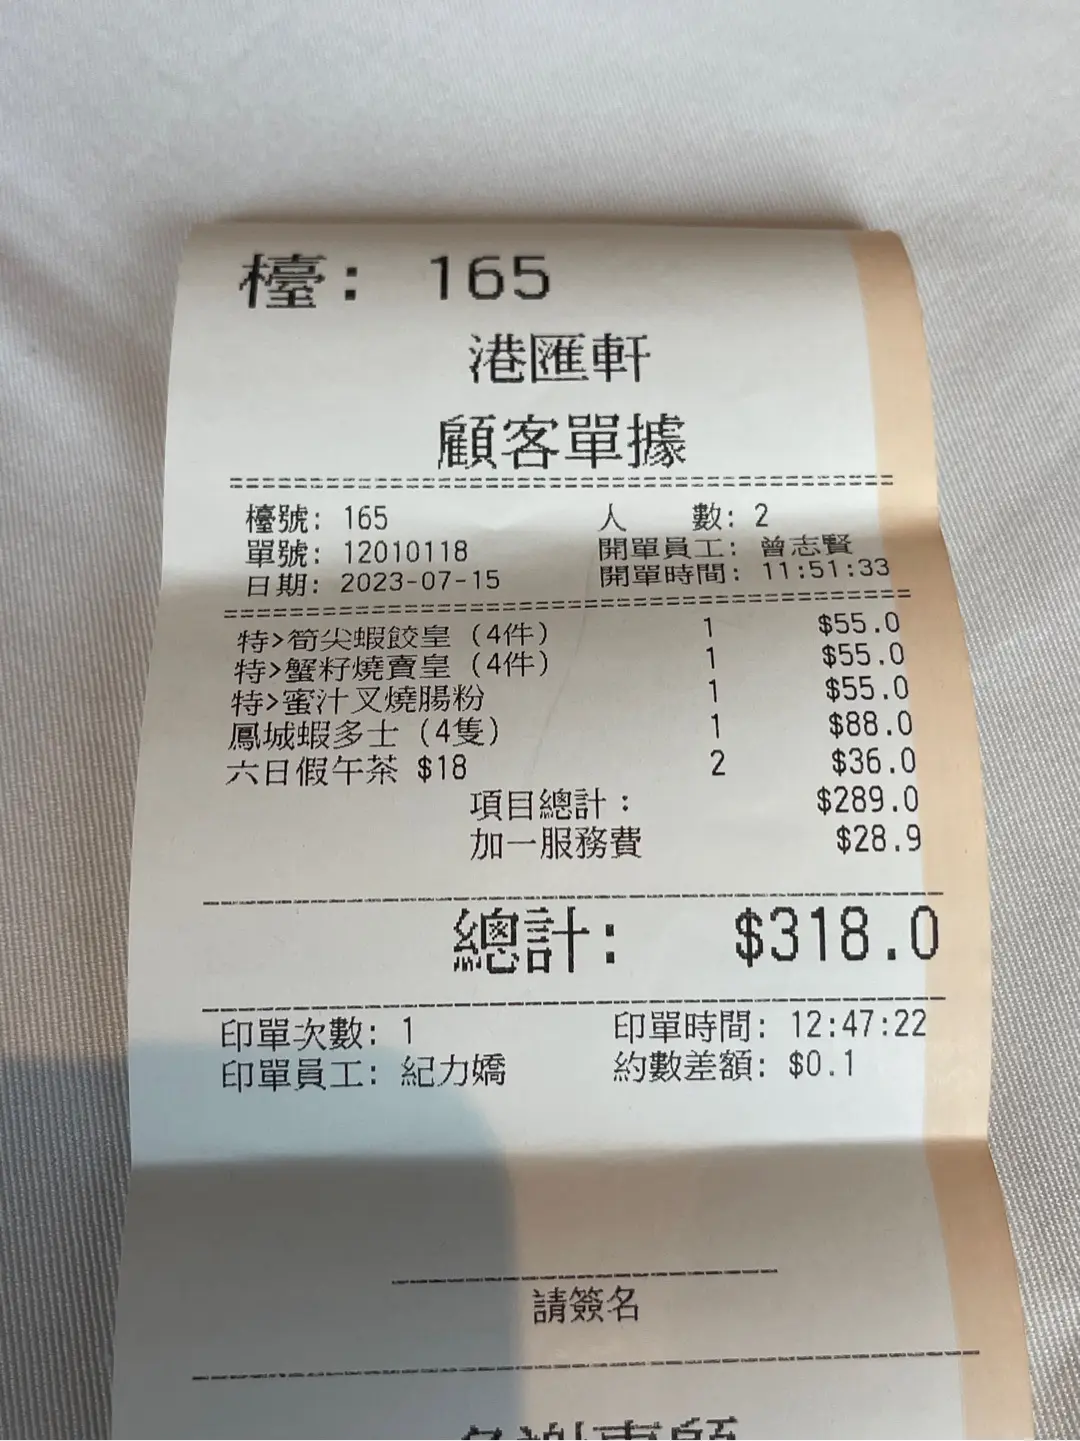 檯: 165
港匯軒
顧客單據
檯號: 165 人 數: 2
單號: 12010118 開單員工: 曾志賢
日期: 2023-07-15 開單時間: 11:51:33
特>筍尖蝦餃皇 (4件) 1 $55.0
特>蟹籽燒賣皇 (4件) 1 $55.0
特>蜜汁叉燒腸粉 1 $55.0
鳳城蝦多士 (4隻) 1 $88.0
六日假午茶 $18 2 $36.0
項目總計: $289.0
加一服務費 $28.9
總計: $318.0
印單次數: 1 印單時間: 12:47:22
印單員工: 紀力嬌 約數差額: $0.1
請簽名